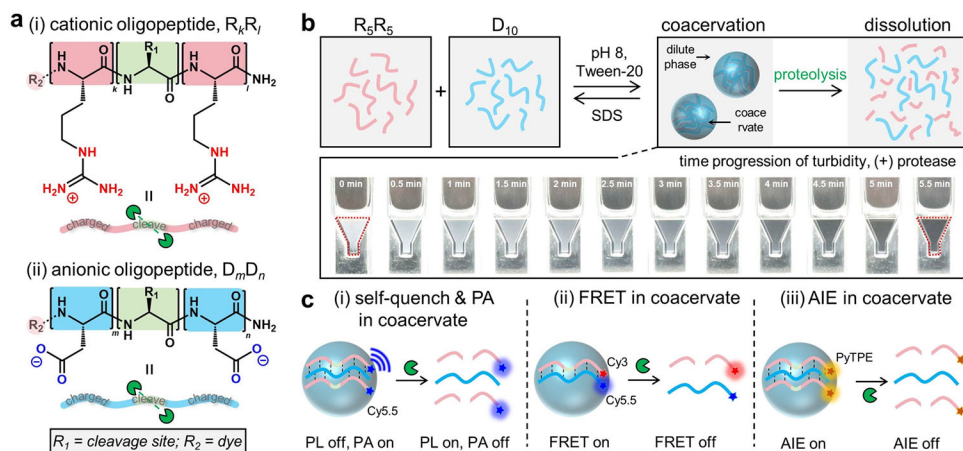 a
(i) cationic oligopeptide, RkRl
R2
H
N
O
R1
N
H
O
H
N
O
NH2
k
l
NH
NH
H2N
NH2
⊕
H2N
NH2
⊕
=
charged
cleave
charged
(ii) anionic oligopeptide, DmDn
R2
H
N
O
R1
N
H
O
H
N
O
NH2
m
n
⊖
O
O
O
O
⊖
=
charged
cleave
charged
R1 = cleavage site; R2 = dye
b
R5R5
+
D10
pH 8,
Tween-20
SDS
coacervation
dilute
phase
coace
rvate
proteolysis
dissolution
time progression of turbidity, (+) protease
0 min
0.5 min
1 min
1.5 min
2 min
2.5 min
3 min
3.5 min
4 min
4.5 min
5 min
5.5 min
c
(i) self-quench & PA
in coacervate
Cy5.5
PL off, PA on
PL on, PA off
(ii) FRET in coacervate
Cy3
Cy5.5
FRET on
FRET off
(iii) AIE in coacervate
PyTPE
AIE on
AIE off